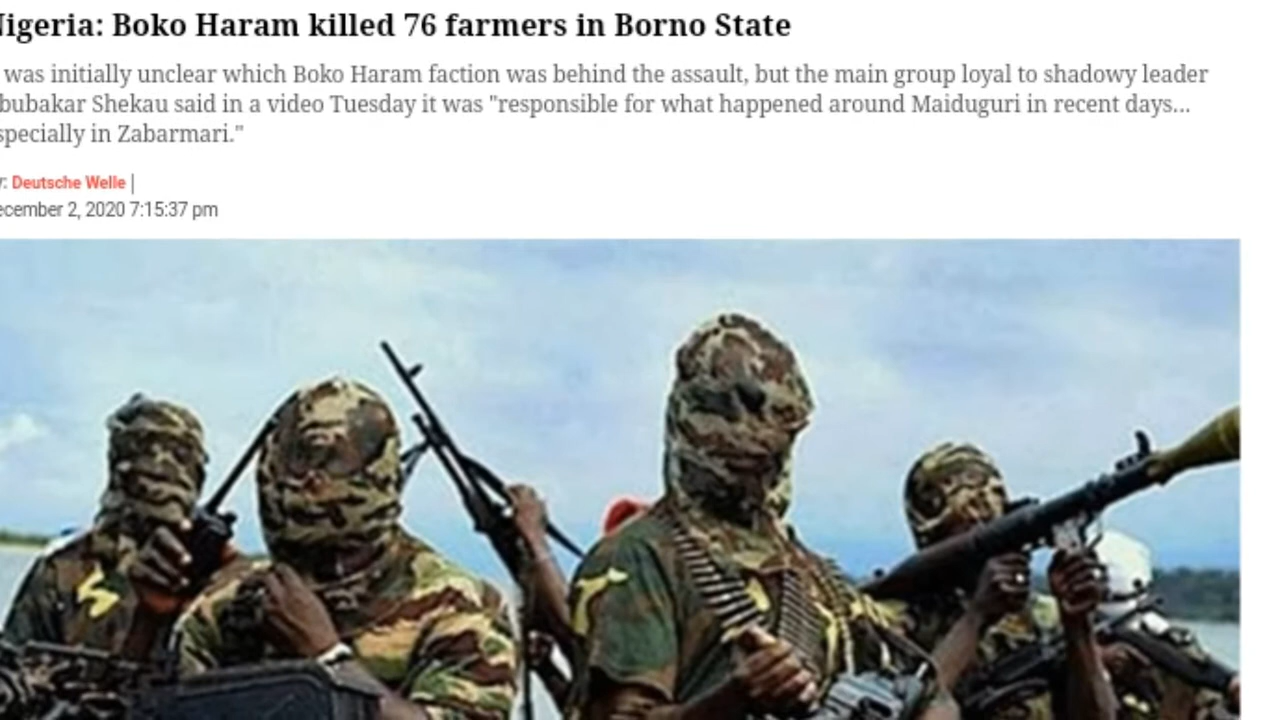 ligeria: Boko Haram killed 76 farmers in Borno State
was initially unclear which Boko Haram faction was behind the assault, but the main group loyal to shadowy leader
bubakar Shekau said in a video Tuesday it was "responsible for what happened around Maiduguri in recent days...
specially in Zabarmari."
y: Deutsche Welle |
ecember 2, 2020 7:15:37 pm